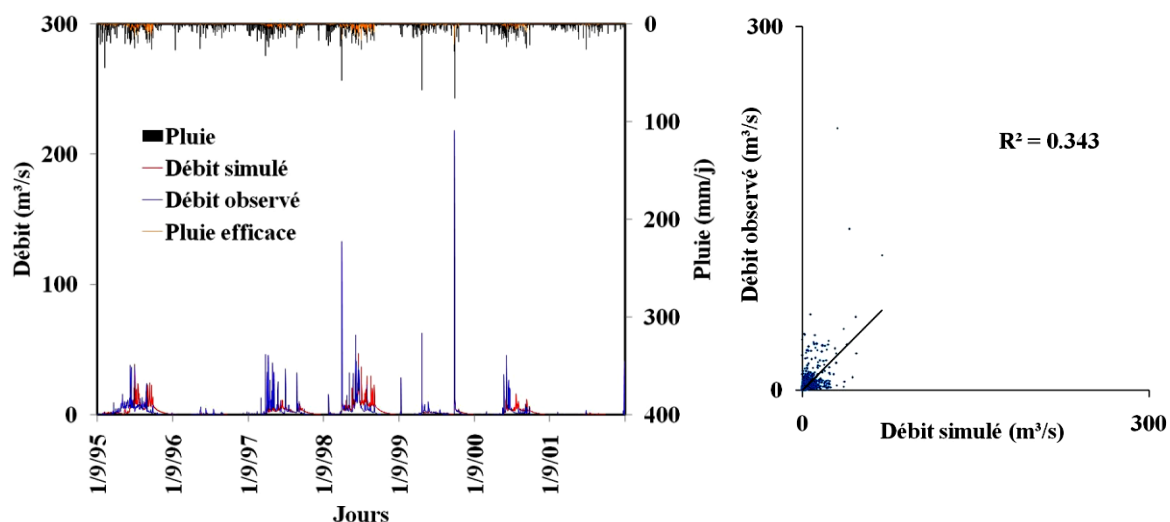 300
200
100
0
Débit (m³/s)
Pluie
Débit simulé
Débit observé
Pluie efficace
0
100
200
300
400
Pluie (mm/j)
1/9/95
1/9/96
1/9/97
1/9/98
1/9/99
1/9/00
1/9/01
Jours
300
0
Débit observé (m³/s)
R² = 0.343
0
300
Débit simulé (m³/s)